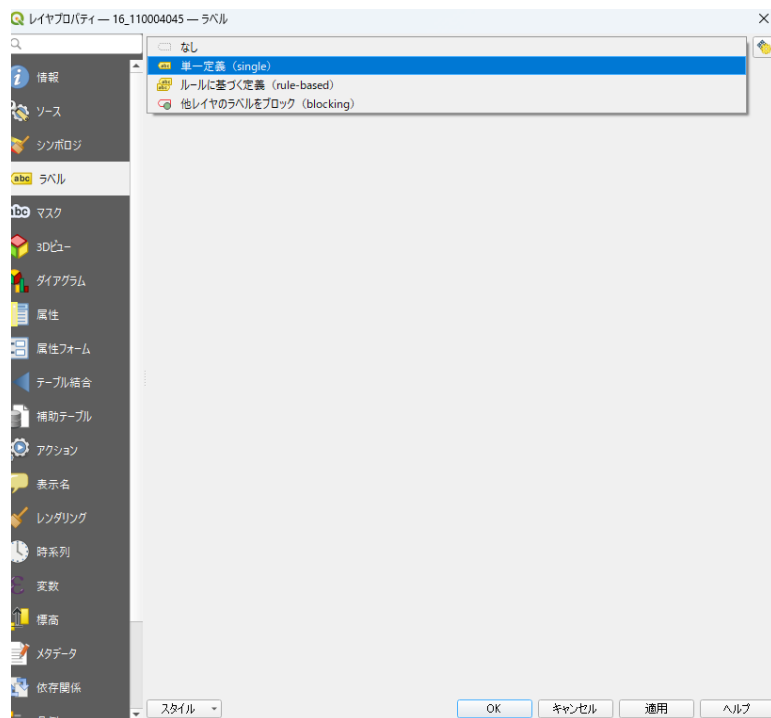 レイヤプロパティ — 16_110004045 — ラベル
なし
単一定義 (single)
ルールに基づく定義 (rule-based)
他レイヤのラベルをブロック (blocking)
情報
ソース
シンボロジ
abc ラベル
abc マスク
3Dビュー
ダイアグラム
属性
属性フォーム
テーブル結合
補助テーブル
アクション
表示名
レンダリング
時系列
変数
標高
メタデータ
依存関係
スタイル
OK
キャンセル
適用
ヘルプ